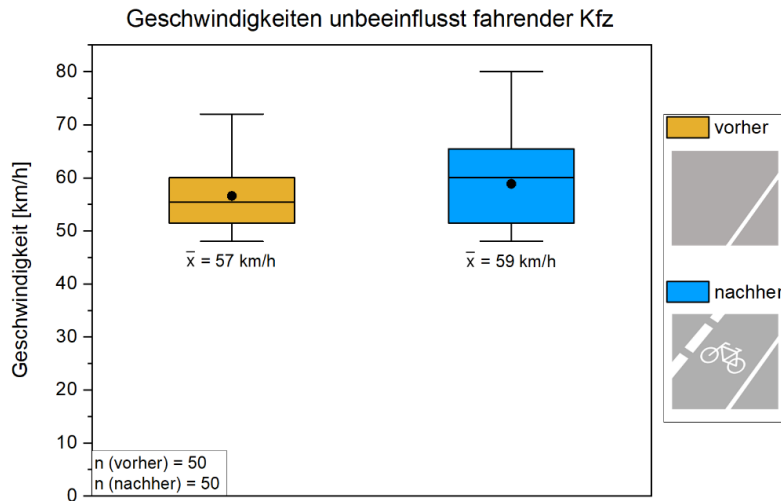 Geschwindigkeiten unbeeinflusst fahrender Kfz
Geschwindigkeit [km/h]
80
70
60
50
40
30
20
10
0
x̅ = 57 km/h
x̅ = 59 km/h
n (vorher) = 50
n (nachher) = 50
vorher
nachher